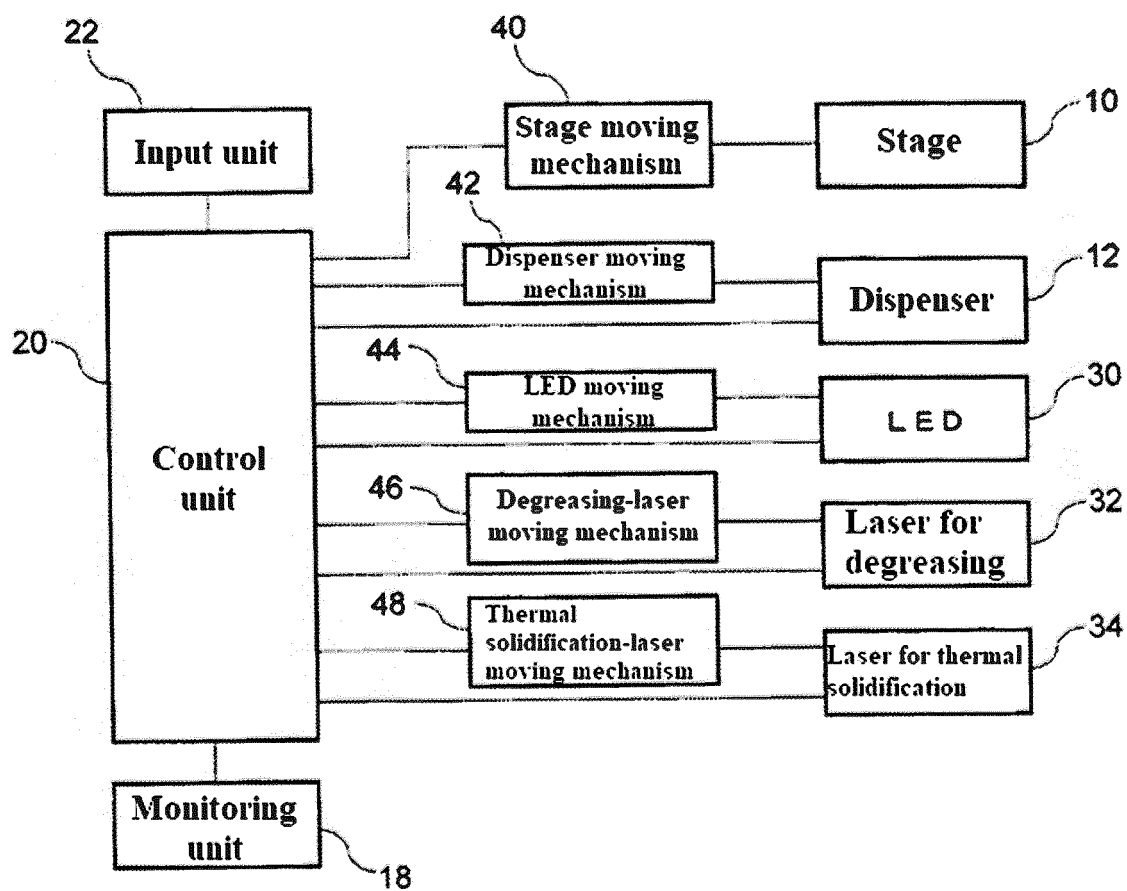 22
Input unit
40
Stage moving
mechanism
10
Stage
42
Dispenser moving
mechanism
12
Dispenser
20
Control
unit
44
LED moving
mechanism
30
LED
46
Degreasing-laser
moving mechanism
32
Laser for
degreasing
48
Thermal
solidification-laser
moving mechanism
34
Laser for thermal
solidification
Monitoring
unit
18